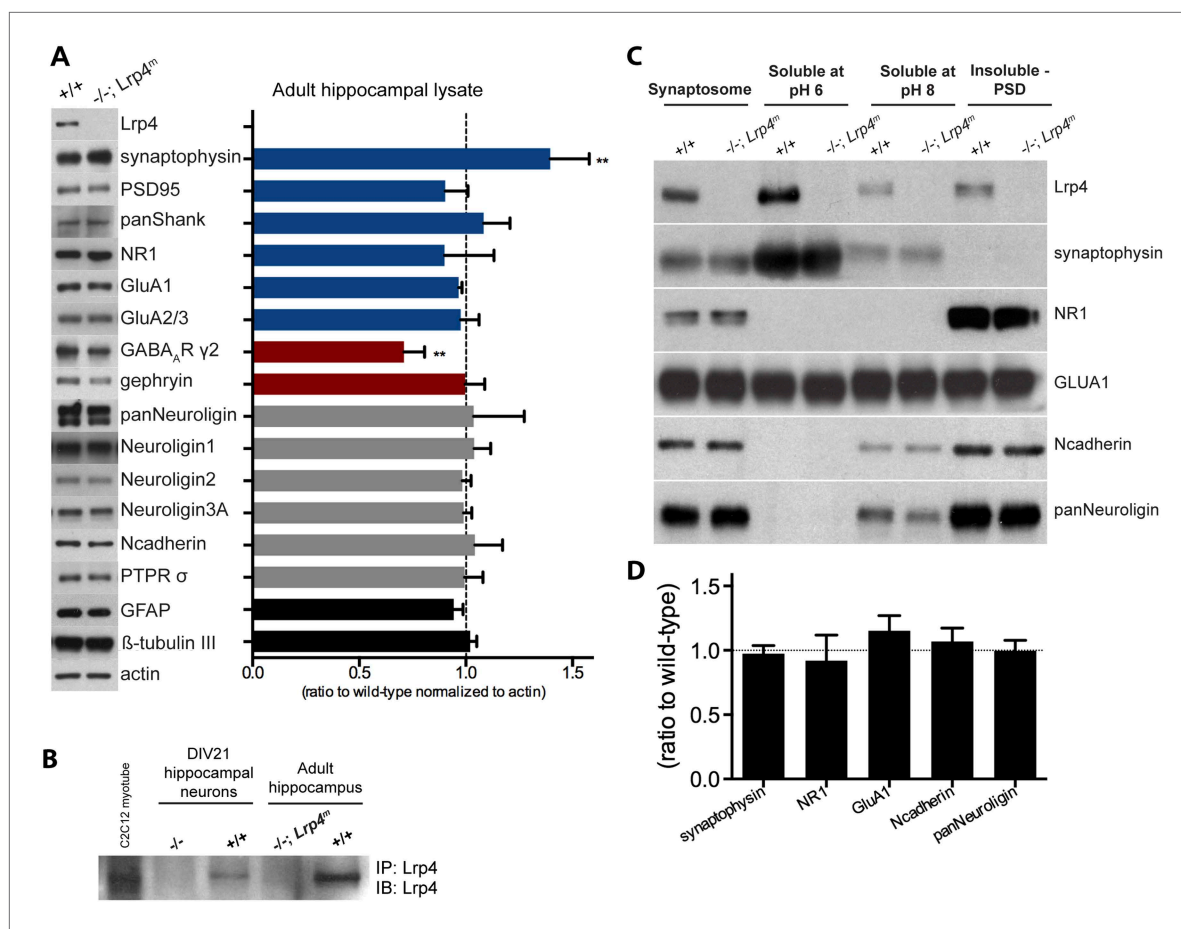 A
+/+
-/-; Lrp4ᵐ
Adult hippocampal lysate
Lrp4
synaptophysin
**
PSD95
panShank
NR1
GluA1
GluA2/3
GABA_AR γ2
**
gephryin
panNeuroligin
Neuroligin1
Neuroligin2
Neuroligin3A
Ncadherin
PTPR σ
GFAP
ß-tubulin III
actin
0.0 0.5 1.0 1.5
(ratio to wild-type normalized to actin)
B
C2C12 myotube
DIV21
hippocampal
neurons
Adult
hippocampus
-/-
+/+
-/-; Lrp4ᵐ
+/+
IP: Lrp4
IB: Lrp4
C
Synaptosome
Soluble at
pH 6
Soluble at
pH 8
Insoluble -
PSD
+/+
-/-; Lrp4ᵐ
+/+
-/-; Lrp4ᵐ
+/+
-/-; Lrp4ᵐ
+/+
-/-; Lrp4ᵐ
Lrp4
synaptophysin
NR1
GLUA1
Ncadherin
panNeuroligin
D
(ratio to wild-type)
1.5
1.0
0.5
0.0
synaptophysin
NR1
GluA1
Ncadherin
panNeuroligin